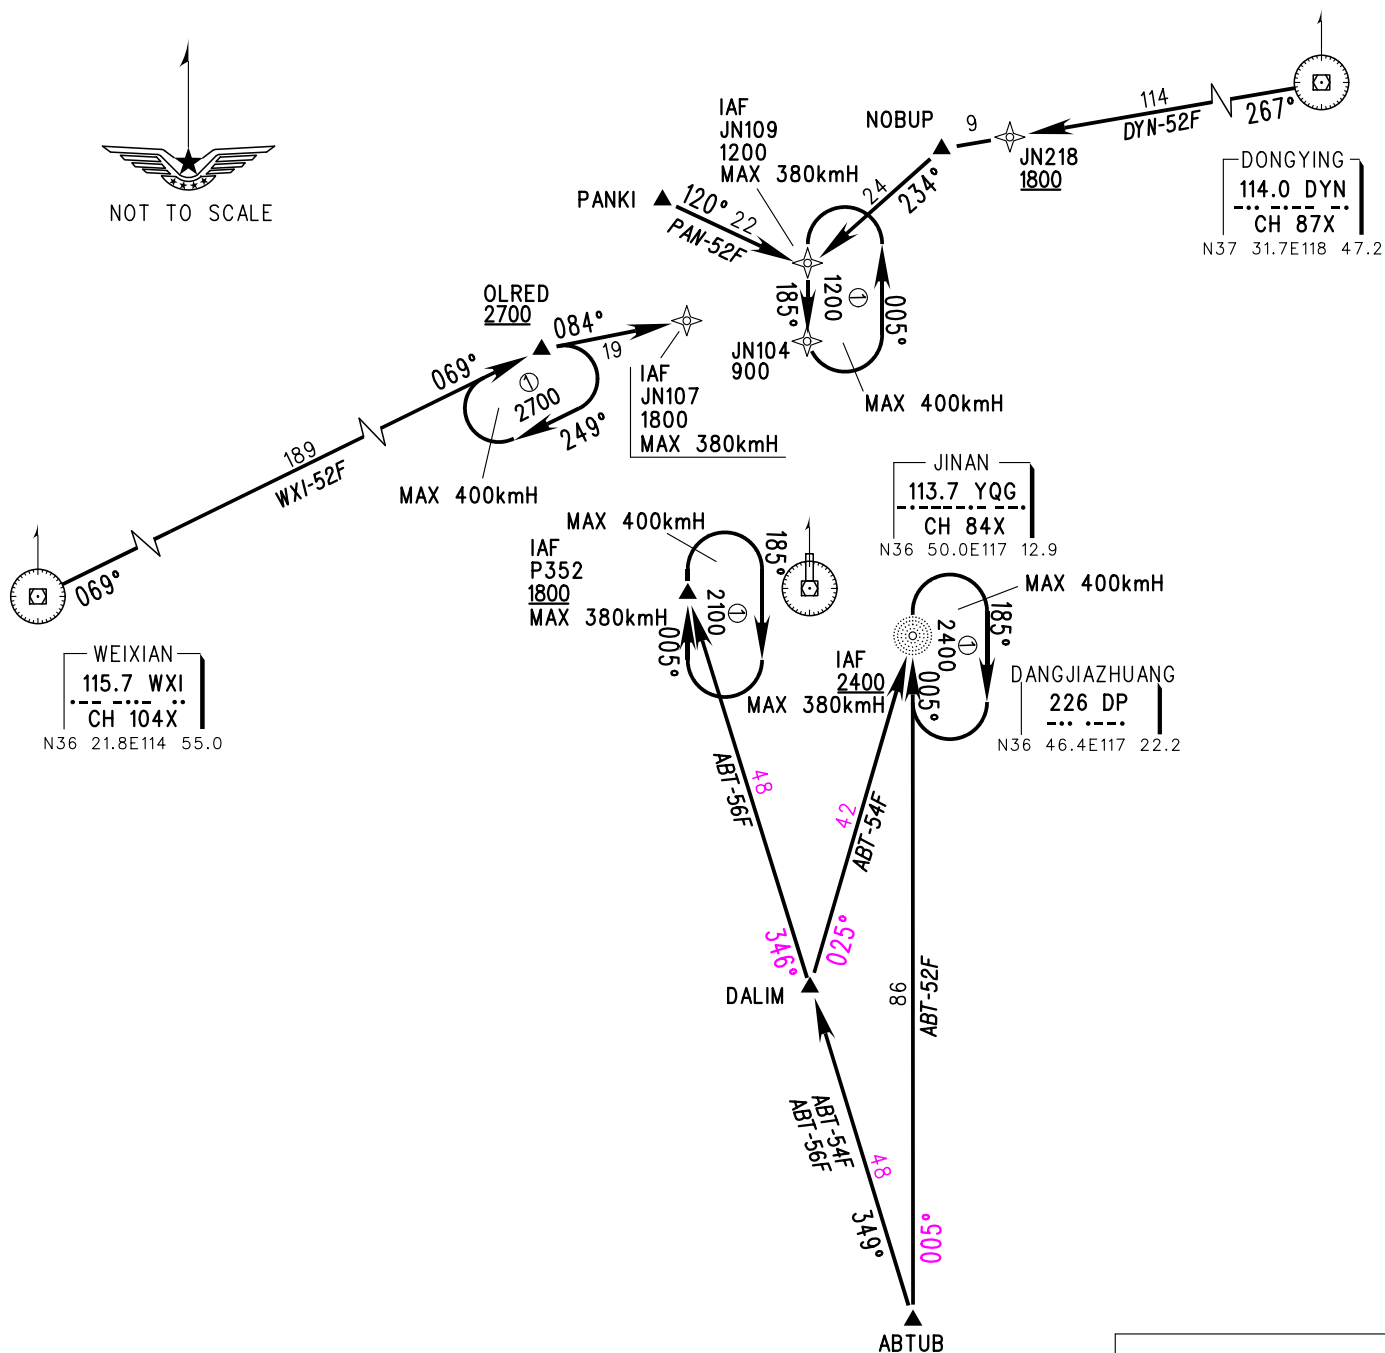 NOT TO SCALE
IAF
JN109
1200
MAX 380kmH
NOBUP
9
JN218
1800
114
DYN-52F
267°
DONGYING
114.0 DYN
CH 87X
N37 31.7E118 47.2
PANKI
120°
22
PAN-52F
24
234°
185°
1200
1
005°
JN104
900
MAX 400kmH
OLRED
2700
084°
19
IAF
JN107
1800
MAX 380kmH
069°
1
2700
249°
MAX 400kmH
189
WXI-52F
069°
WEIXIAN
115.7 WXI
CH 104X
N36 21.8E114 55.0
JINAN
113.7 YQG
CH 84X
N36 50.0E117 12.9
MAX 400kmH
185°
IAF
P352
1800
MAX 380kmH
2100
1
005°
MAX 400kmH
185°
2400
1
IAF
2400
MAX 380kmH
005°
DANGJIAZHUANG
226 DP
N36 46.4E117 22.2
ABT-56F
48
42
ABT-54F
346°
025°
DALIM
86
ABT-52F
ABT-54F
ABT-56F
48
349°
005°
ABTUB